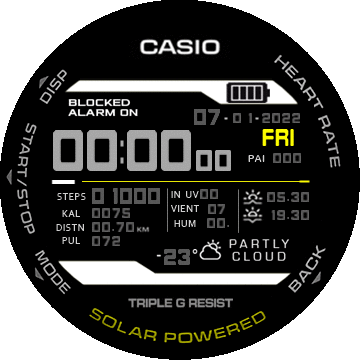 CASIO
DISP
HEART RATE
BLOCKED
ALARM ON
07-01-2022
00:00 00
FRI
PAI 000
START/STOP
STEPS 0 1000
KAL 0075
DISTN 00.70 KM
PUL 072
IN UV 00
VIENT 07
HUM 00.
05.30
19.30
-23° PARTLY
CLOUD
MODE
BACK
TRIPLE G RESIST
SOLAR POWERED